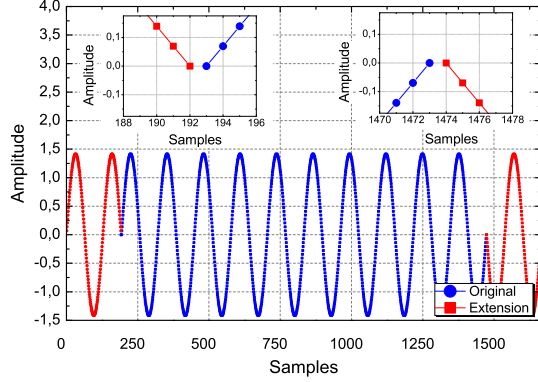 4,0
3,5
3,0
2,5
2,0
1,5
1,0
0,5
0,0
-0,5
-1,0
-1,5
Amplitude
0 250 500 750 1000 1250 1500
Samples
0,1
0,0
-0,1
Amplitude
188 190 192 194 196
Samples
0,1
0,0
-0,1
Amplitude
1470 1474 1476 1478
Samples
Original
Extension